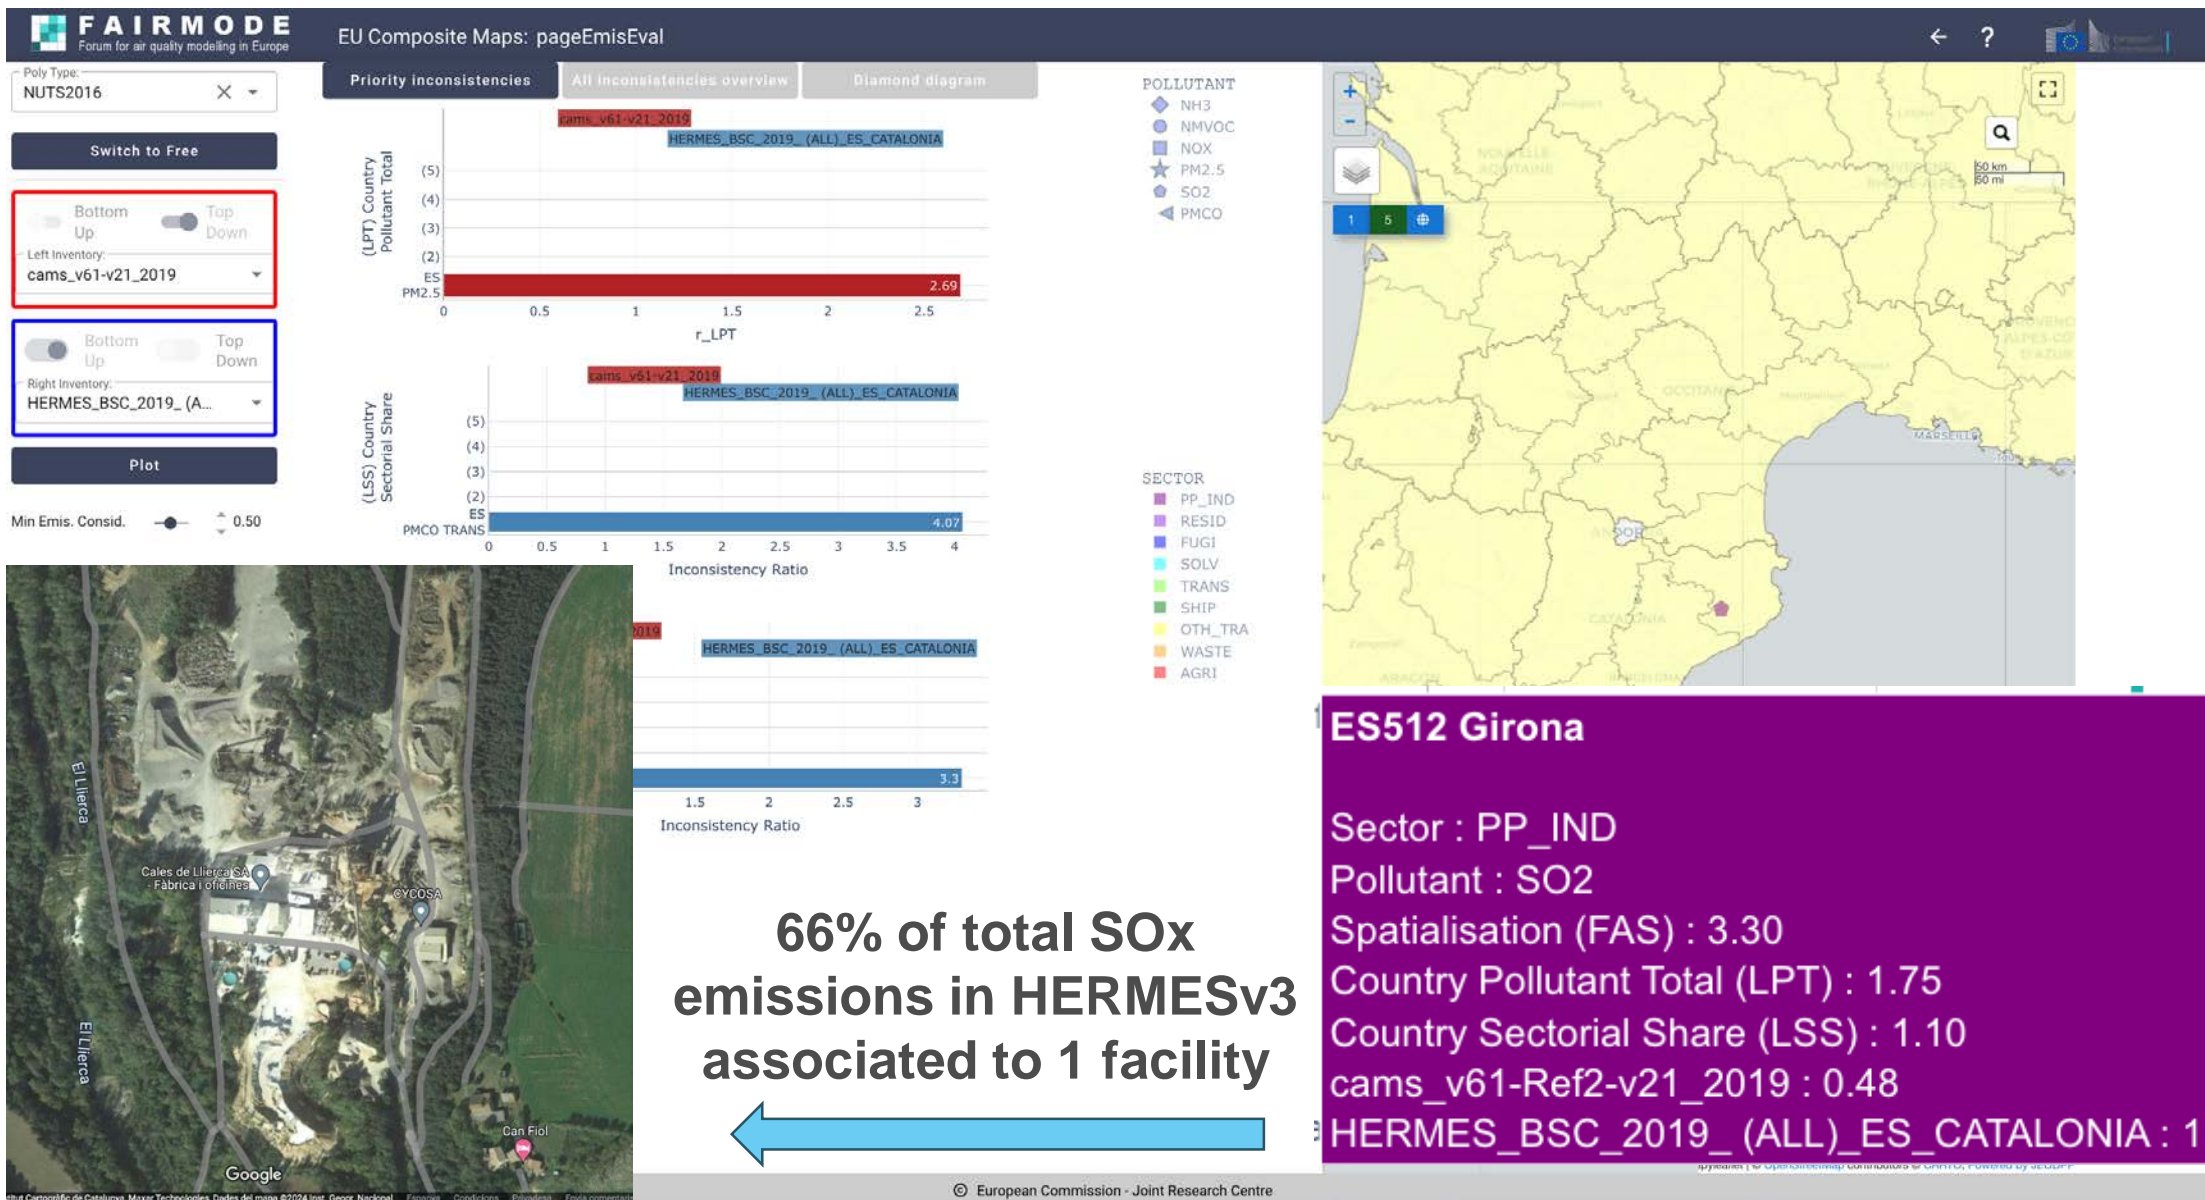 FAIRMODE
Forum for air quality modeling in Europe
EU Composite Maps: pageEmisEval
Poly Type:
NUTS2016
Switch to Free
Bottom Up
Top Down
Left Inventory:
cams_v61-v21_2019
Bottom Up
Top Down
Right Inventory:
HERMES_BSC_2019_ (A...
Plot
Min Emis. Consid.
0.50
Priority inconsistencies
All inconsistencies overview
Diamond diagram
cams_v61-v21_2019
HERMES_BSC_2019_ (ALL)_ES_CATALONIA
(LPT) Country
Pollutant Total
(5)
(4)
(3)
(2)
ES
PM2.5
2.69
0 0.5 1 1.5 2 2.5
r_LPT
cams_v61-v21_2019
HERMES_BSC_2019_ (ALL)_ES_CATALONIA
(LSS) Country
Sectorial Share
(5)
(4)
(3)
(2)
ES
PMCO TRANS
4.07
0 0.5 1 1.5 2 2.5 3 3.5 4
Inconsistency Ratio
2019
HERMES_BSC_2019_ (ALL)_ES_CATALONIA
3.3
1.5 2 2.5 3
Inconsistency Ratio
POLLUTANT
NH3
NMVOC
NOX
PM2.5
SO2
PMCO
SECTOR
PP_IND
RESID
FUGI
SOLV
TRANS
SHIP
OTH_TRA
WASTE
AGRI
+
-
1 5
50 km
50 mi
NOUVELLE-
AQUITAINE
OCCITANIE
MARSEILLE
ANDORRA
CATALUNIA
ARAGON
BARCELONA
El Llierca
Cales de Llierca SA
- Fàbrica i oficines
CYCOSA
El Llierca
Can Fiol
Google
66% of total SOx
emissions in HERMESv3
associated to 1 facility
ES512 Girona
Sector : PP_IND
Pollutant : SO2
Spatialisation (FAS) : 3.30
Country Pollutant Total (LPT) : 1.75
Country Sectorial Share (LSS) : 1.10
cams_v61-Ref2-v21_2019 : 0.48
HERMES_BSC_2019_ (ALL)_ES_CATALONIA : 1
© European Commission - Joint Research Centre